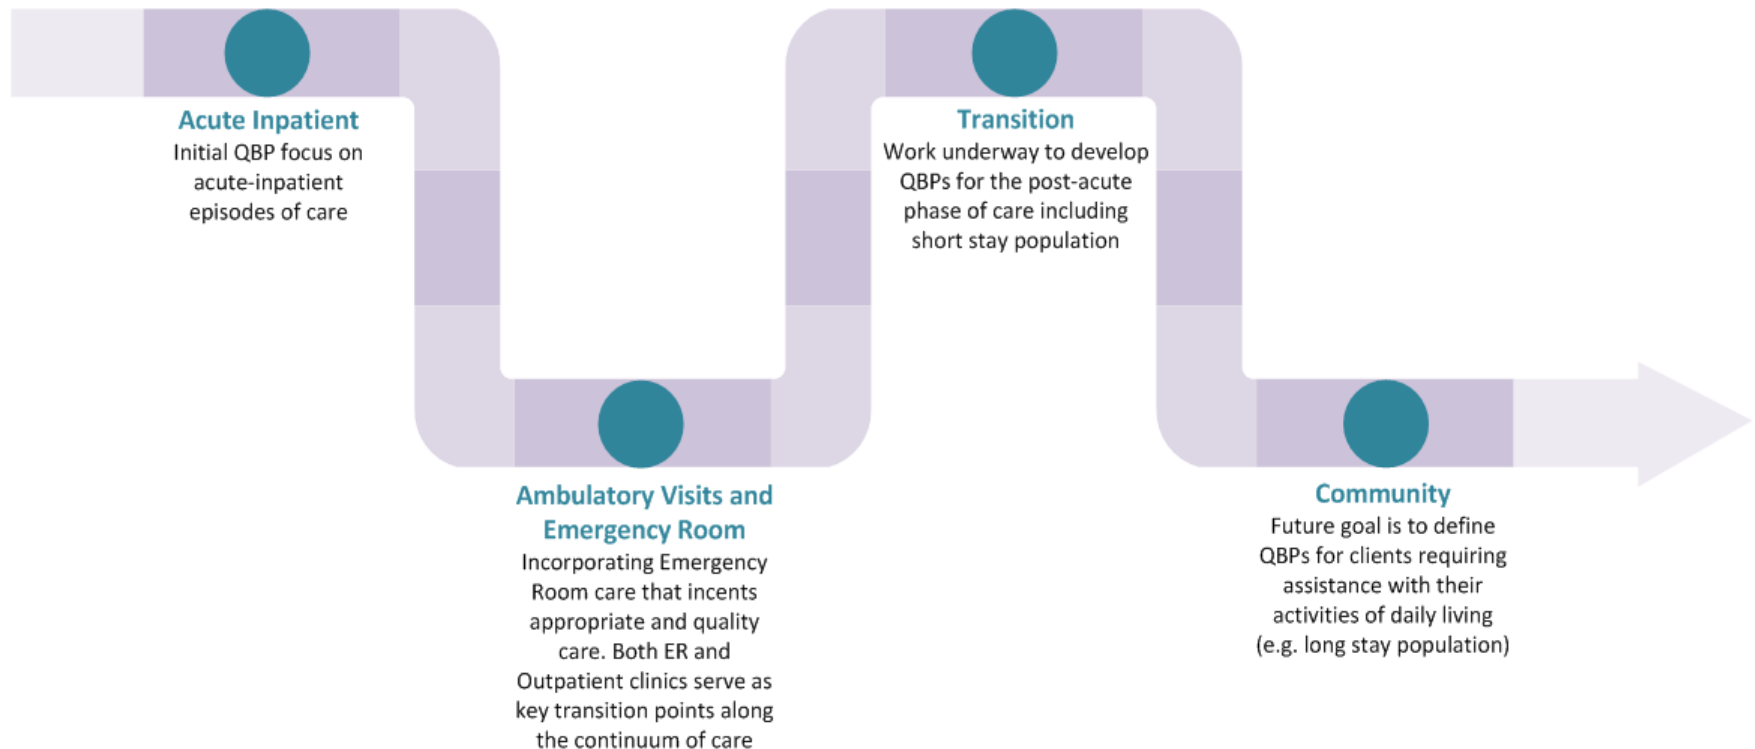 Acute Inpatient
Initial QBP focus on
acute-inpatient
episodes of care
Ambulatory Visits and
Emergency Room
Incorporating Emergency
Room care that incents
appropriate and quality
care. Both ER and
Outpatient clinics serve as
key transition points along
the continuum of care
Transition
Work underway to develop
QBPs for the post-acute
phase of care including
short stay population
Community
Future goal is to define
QBPs for clients requiring
assistance with their
activities of daily living
(e.g. long stay population)